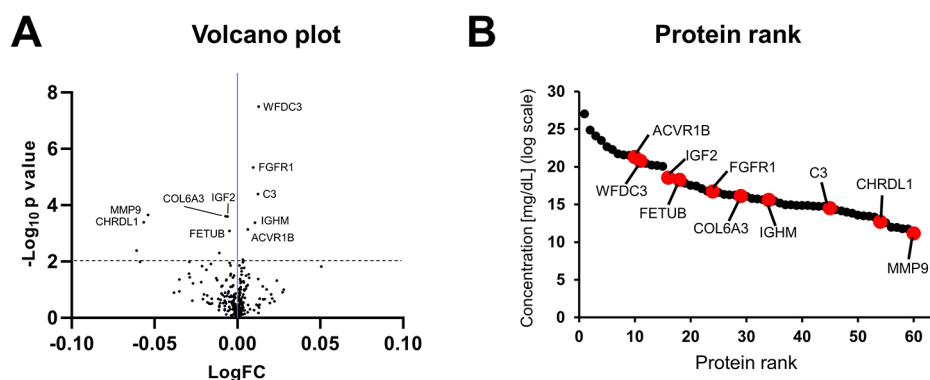 A
Volcano plot
-Log10 p value
8
6
4
2
0
-0.10
-0.05
0.00
0.05
0.10
LogFC
WFDC3
FGFR1
C3
IGF2
COL6A3
MMP9
CHRDL1
IGHM
FETUB
ACVR1B
B
Protein rank
Concentration [mg/dL] (log scale)
30
25
20
15
10
5
0
0
10
20
30
40
50
60
Protein rank
ACVR1B
IGF2
FGFR1
C3
CHRDL1
WFDC3
FETUB
COL6A3
IGHM
MMP9